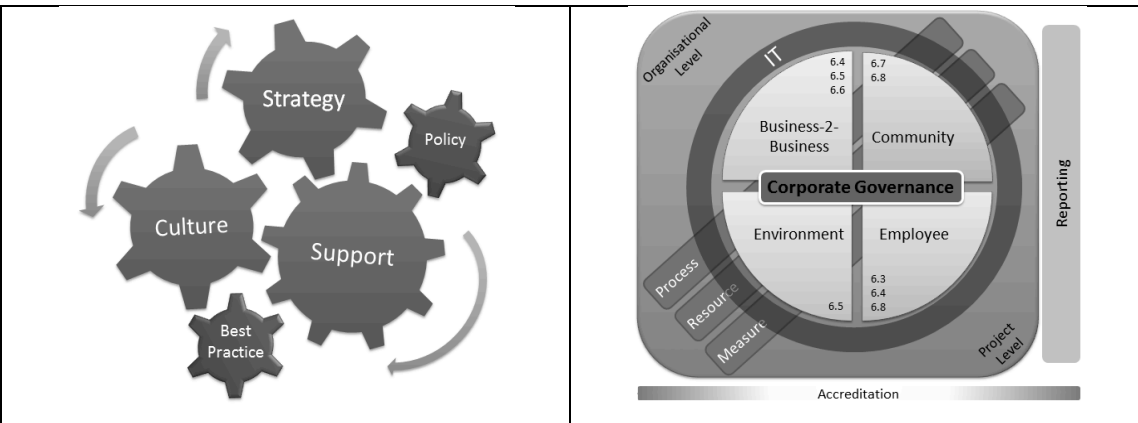 Strategy
Policy
Culture
Support
Best
Practice
Organisational
Level
IT
6.4
6.5
6.6
6.7
6.8
Business-2-
Business
Community
Corporate Governance
Environment
Employee
6.3
6.4
6.8
6.5
Process
Resource
Measure
Project
Level
Reporting
Accreditation